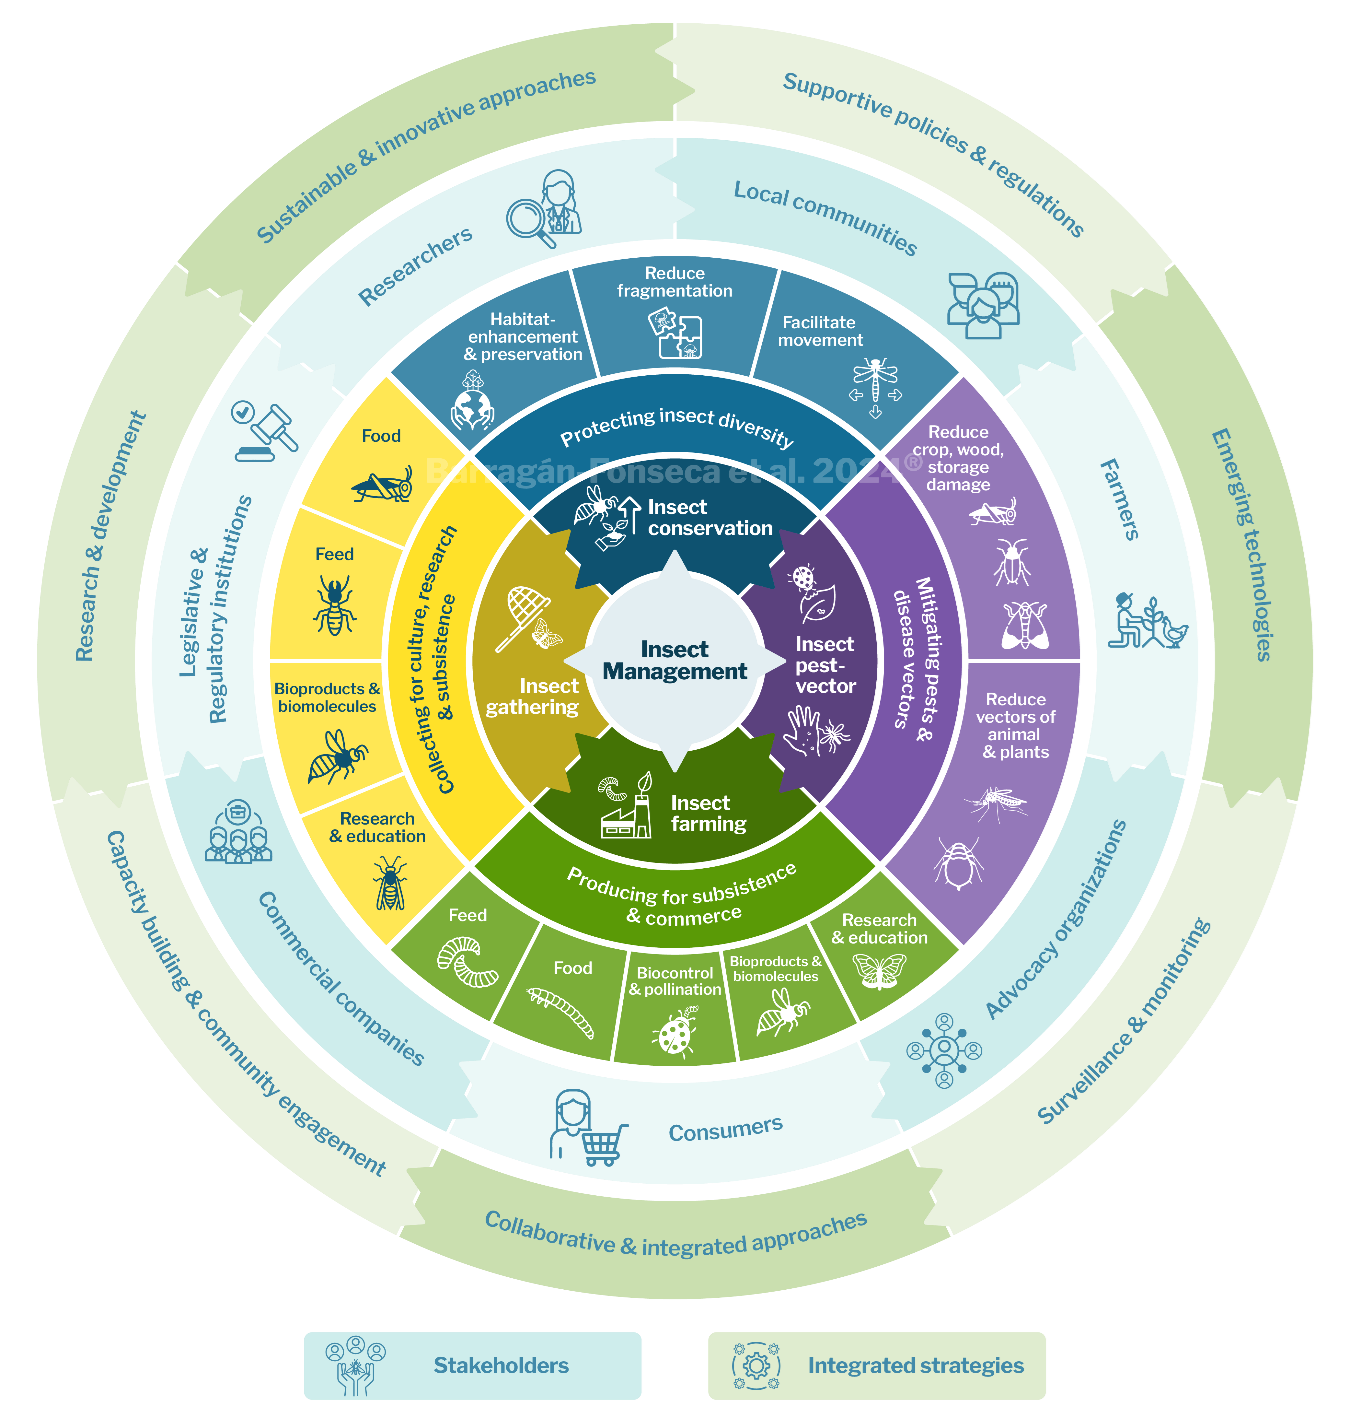 Sustainable & innovative approaches
Supportive policies & regulations
Emerging technologies
Surveillance & monitoring
Collaborative & integrated approaches
Capacity building & community engagement
Research & development
Researchers
Local communities
Farmers
Advocacy organizations
Consumers
Commercial companies
Legislative &
Regulatory institutions
Habitat-
enhancement
& preservation
Reduce
fragmentation
Facilitate
movement
Protecting insect diversity
Barragán-Fonseca et al. 2024®
Insect
conservation
Reduce
crop, wood,
storage
damage
Reduce
vectors of
animal
& plants
Mitigating pests &
disease vectors
Insect
pest-
vector
Insect
Management
Food
Feed
Bioproducts &
biomolecules
Research
& education
Collecting for culture, research
& subsistence
Insect
gathering
Insect
farming
Producing for subsistence
& commerce
Feed
Food
Biocontrol
& pollination
Bioproducts &
biomolecules
Research
& education
Stakeholders
Integrated strategies